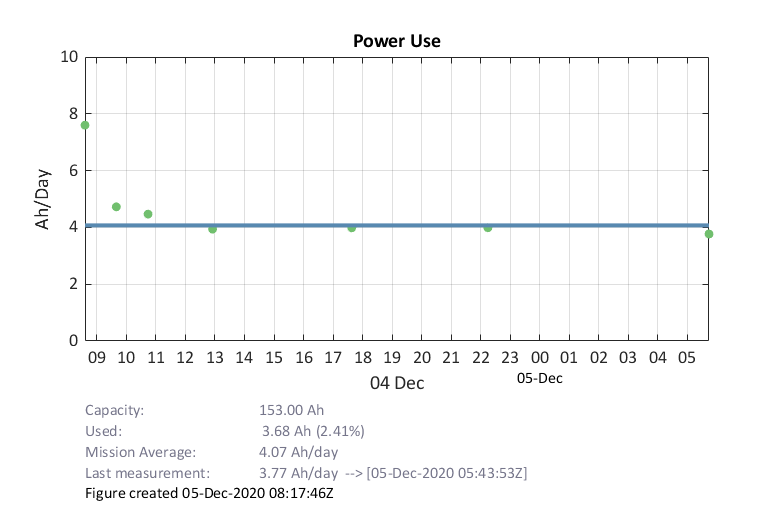 Power Use
10
8
6
4
2
0
Ah/Day
09 10 11 12 13 14 15 16 17 18 19 20 21 22 23 00 01 02 03 04 05
04 Dec 05-Dec
Capacity: 153.00 Ah
Used: 3.68 Ah (2.41%)
Mission Average: 4.07 Ah/day
Last measurement: 3.77 Ah/day --> [05-Dec-2020 05:43:53Z]
Figure created 05-Dec-2020 08:17:46Z